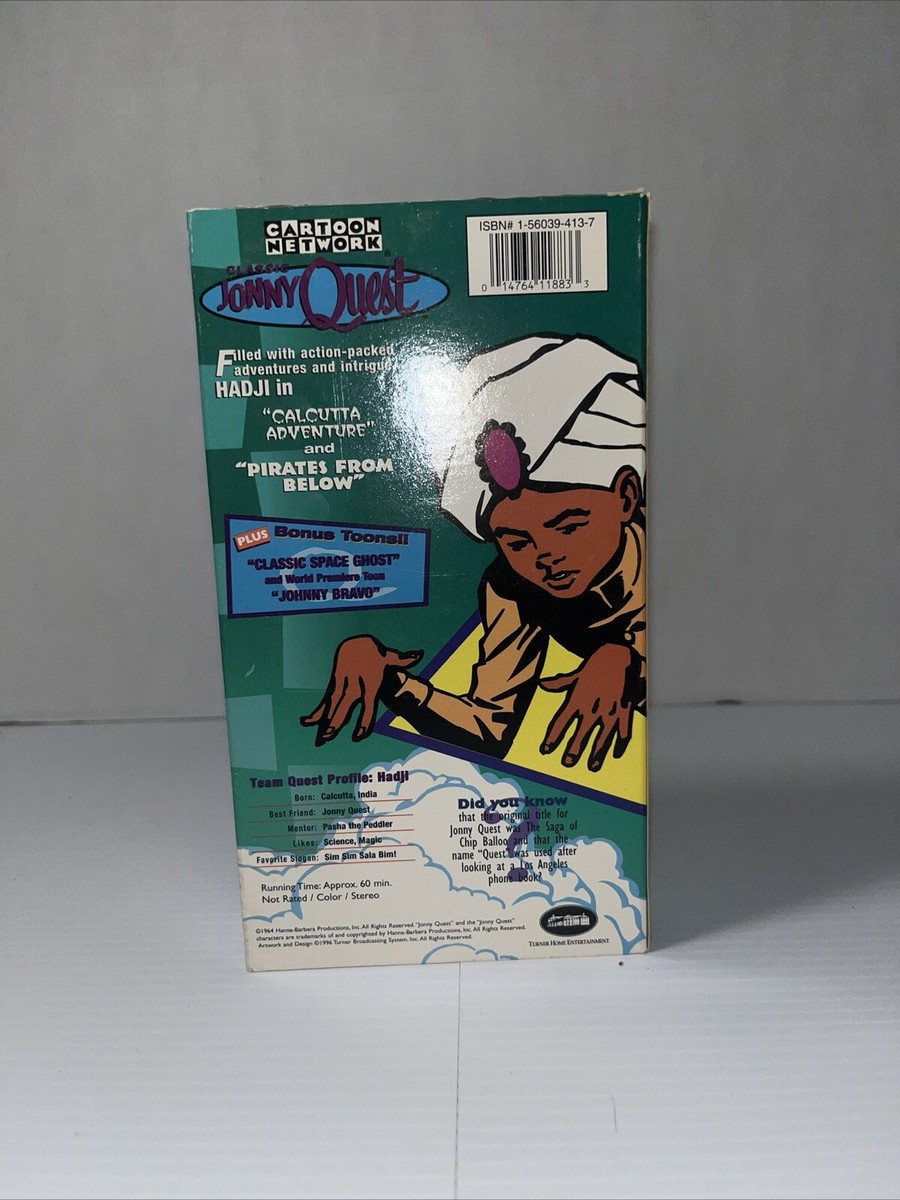 CARTOON
NETWORK
CLASSIC
JONNY QUEST
ISBN# 1-56039-413-7
0 14764 11883 3
Filled with action-packed
adventures and intrigue
HADJI in
"CALCUTTA
ADVENTURE"
and
"PIRATES FROM
BELOW"
PLUS Bonus Toons!!
"CLASSIC SPACE GHOST"
and World Premiere Toon
"JOHNNY BRAVO"
Team Quest Profile: Hadji
Born: Calcutta, India
Best Friend: Jonny Quest
Mentor: Pasha the Peddler
Likes: Science, Magic
Favorite Slogan: Sim Sim Sala Bim!
Running Time: Approx. 60 min.
Not Rated / Color / Stereo
?
Did you know
that the original title for
Jonny Quest was The Saga of
Chip Balloo and that the
name "Quest" was used after
looking at a Los Angeles
phone book?
©1964 Hanna-Barbera Productions, Inc. All Rights Reserved. "Jonny Quest" and the "Jonny Quest"
characters are trademarks of and copyrighted by Hanna-Barbera Productions, Inc. All Rights Reserved.
Artwork and Design ©1996 Turner Broadcasting System, Inc. All Rights Reserved.
TURNER HOME ENTERTAINMENT